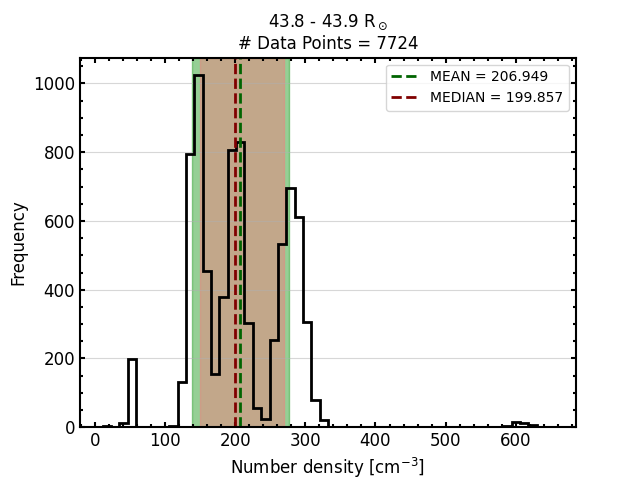 43.8 - 43.9 R⊙
# Data Points = 7724
MEAN = 206.949
MEDIAN = 199.857
Frequency
1000
800
600
400
200
0
0 100 200 300 400 500 600
Number density [cm⁻³]